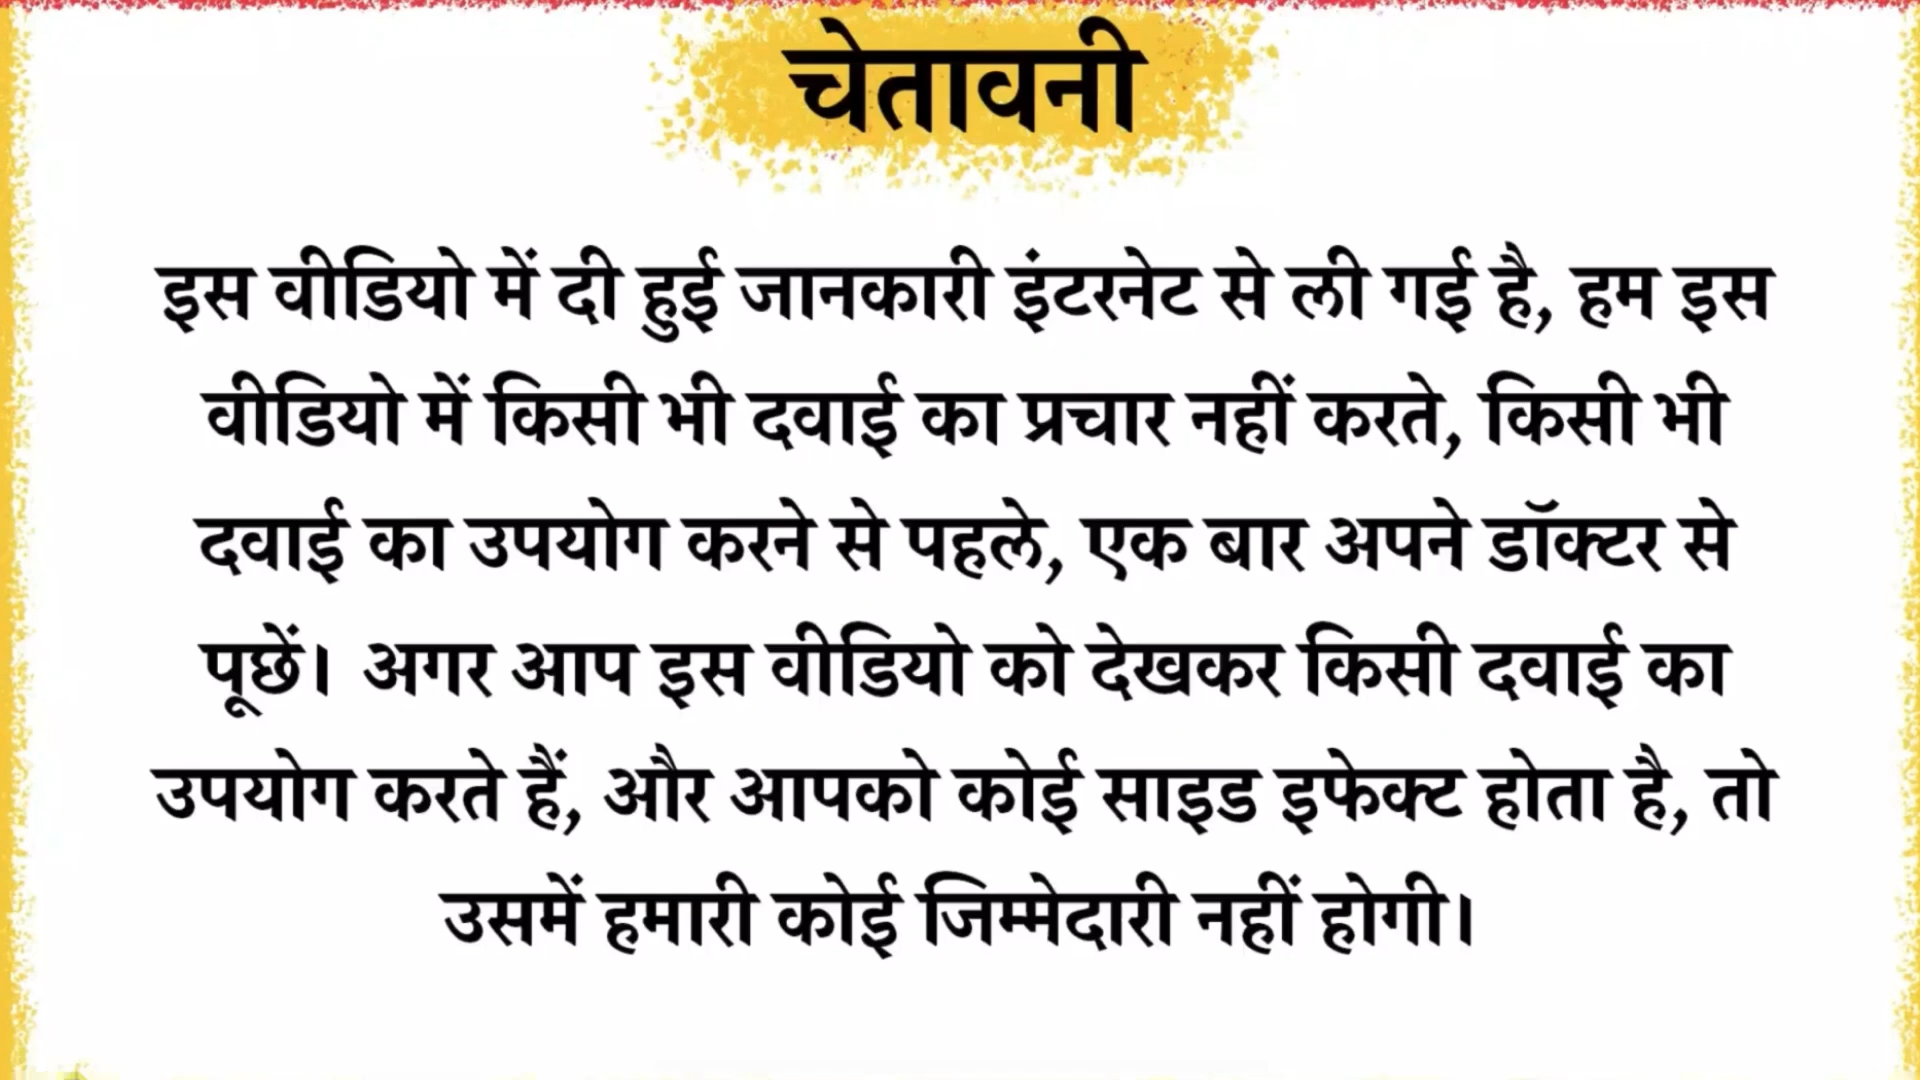 चेतावनी
इस वीडियो में दी हुई जानकारी इंटरनेट से ली गई है, हम इस
वीडियो में किसी भी दवाई का प्रचार नहीं करते, किसी भी
दवाई का उपयोग करने से पहले, एक बार अपने डॉक्टर से
पूछें। अगर आप इस वीडियो को देखकर किसी दवाई का
उपयोग करते हैं, और आपको कोई साइड इफेक्ट होता है, तो
उसमें हमारी कोई जिम्मेदारी नहीं होगी।